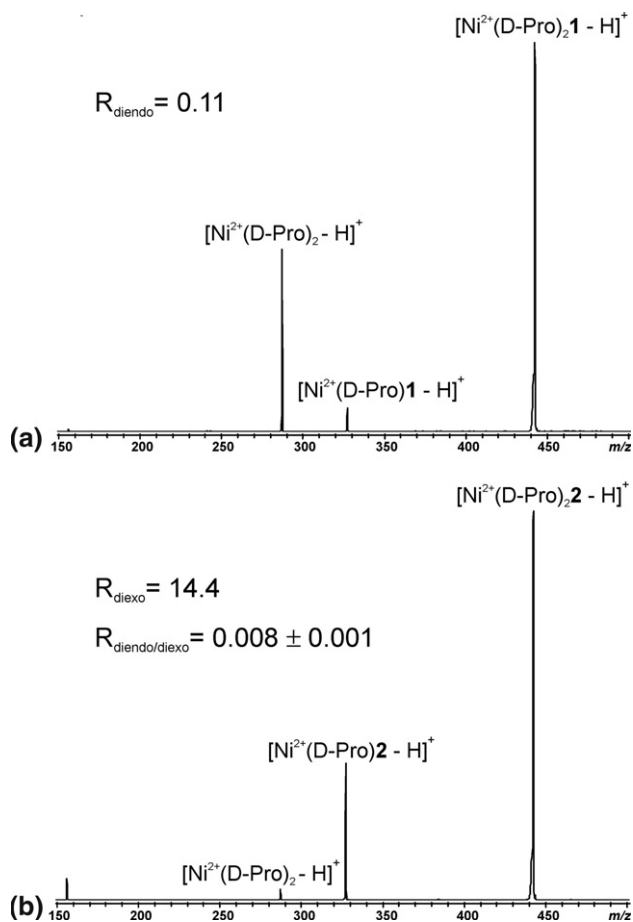 [Ni²⁺(D-Pro)₂1 - H]⁺
R_diendo = 0.11
[Ni²⁺(D-Pro)₂ - H]⁺
[Ni²⁺(D-Pro)1 - H]⁺
(a)
150 200 250 300 350 400 450 m/z
[Ni²⁺(D-Pro)₂2 - H]⁺
R_diexo = 14.4
R_diendo/diexo = 0.008 ± 0.001
[Ni²⁺(D-Pro)2 - H]⁺
[Ni²⁺(D-Pro)₂ - H]⁺
(b)
150 200 250 300 350 400 450 m/z